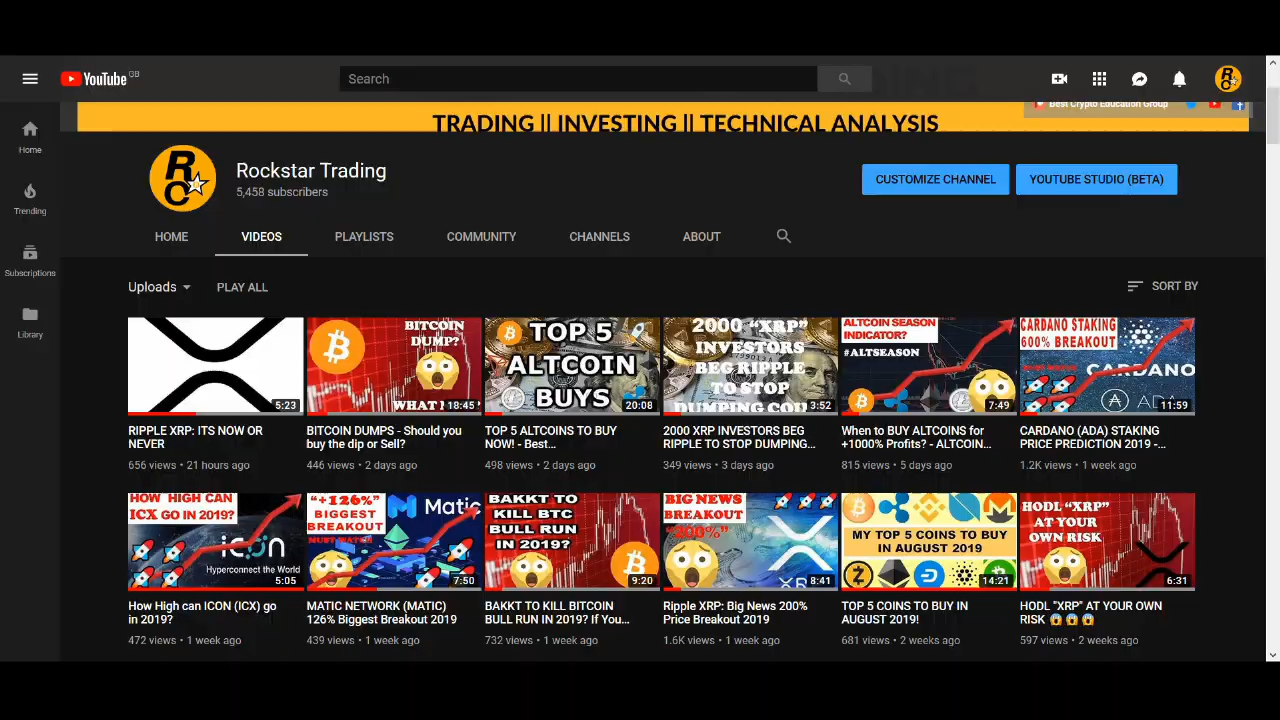 YouTube GB
Search
Best Crypto Education Group
TRADING || INVESTING || TECHNICAL ANALYSIS
Home
Trending
Subscriptions
Library
Rockstar Trading
5,458 subscribers
CUSTOMIZE CHANNEL
YOUTUBE STUDIO (BETA)
HOME
VIDEOS
PLAYLISTS
COMMUNITY
CHANNELS
ABOUT
Uploads
PLAY ALL
SORT BY
5:23
RIPPLE XRP: ITS NOW OR
NEVER
656 views • 21 hours ago
BITCOIN
DUMP?
WHAT
18:45
BITCOIN DUMPS - Should you
buy the dip or Sell?
446 views • 2 days ago
TOP 5
ALTCOIN
BUYS
20:08
TOP 5 ALTCOINS TO BUY
NOW! - Best...
498 views • 2 days ago
2000 “XRP”
INVESTORS
BEG RIPPLE
TO STOP
DUMPING
3:52
2000 XRP INVESTORS BEG
RIPPLE TO STOP DUMPING...
349 views • 3 days ago
ALTCOIN SEASON
INDICATOR?
#ALTSEASON
7:49
When to BUY ALTCOINS for
+1000% Profits? - ALTCOIN...
815 views • 5 days ago
CARDANO STAKING
600% BREAKOUT
CARDANO
ADA
11:59
CARDANO (ADA) STAKING
PRICE PREDICTION 2019 -...
1.2K views • 1 week ago
HOW HIGH CAN
ICX GO IN 2019?
icon
Hyperconnect the World
5:05
How High can ICON (ICX) go
in 2019?
472 views • 1 week ago
“+126%”
BIGGEST
BREAKOUT
MUST WATCH
Matic
7:50
MATIC NETWORK (MATIC)
126% Biggest Breakout 2019
439 views • 1 week ago
BAKKT TO
KILL BTC
BULL RUN
IN 2019?
9:20
BAKKT TO KILL BITCOIN
BULL RUN IN 2019? If You...
732 views • 1 week ago
BIG NEWS
BREAKOUT
“200%”
8:41
Ripple XRP: Big News 200%
Price Breakout 2019
1.6K views • 1 week ago
MY TOP 5 COINS TO BUY
IN AUGUST 2019
14:21
TOP 5 COINS TO BUY IN
AUGUST 2019!
681 views • 2 weeks ago
HODL “XRP”
AT YOUR
OWN RISK
6:31
HODL "XRP" AT YOUR OWN
RISK 😱😱😱
597 views • 2 weeks ago